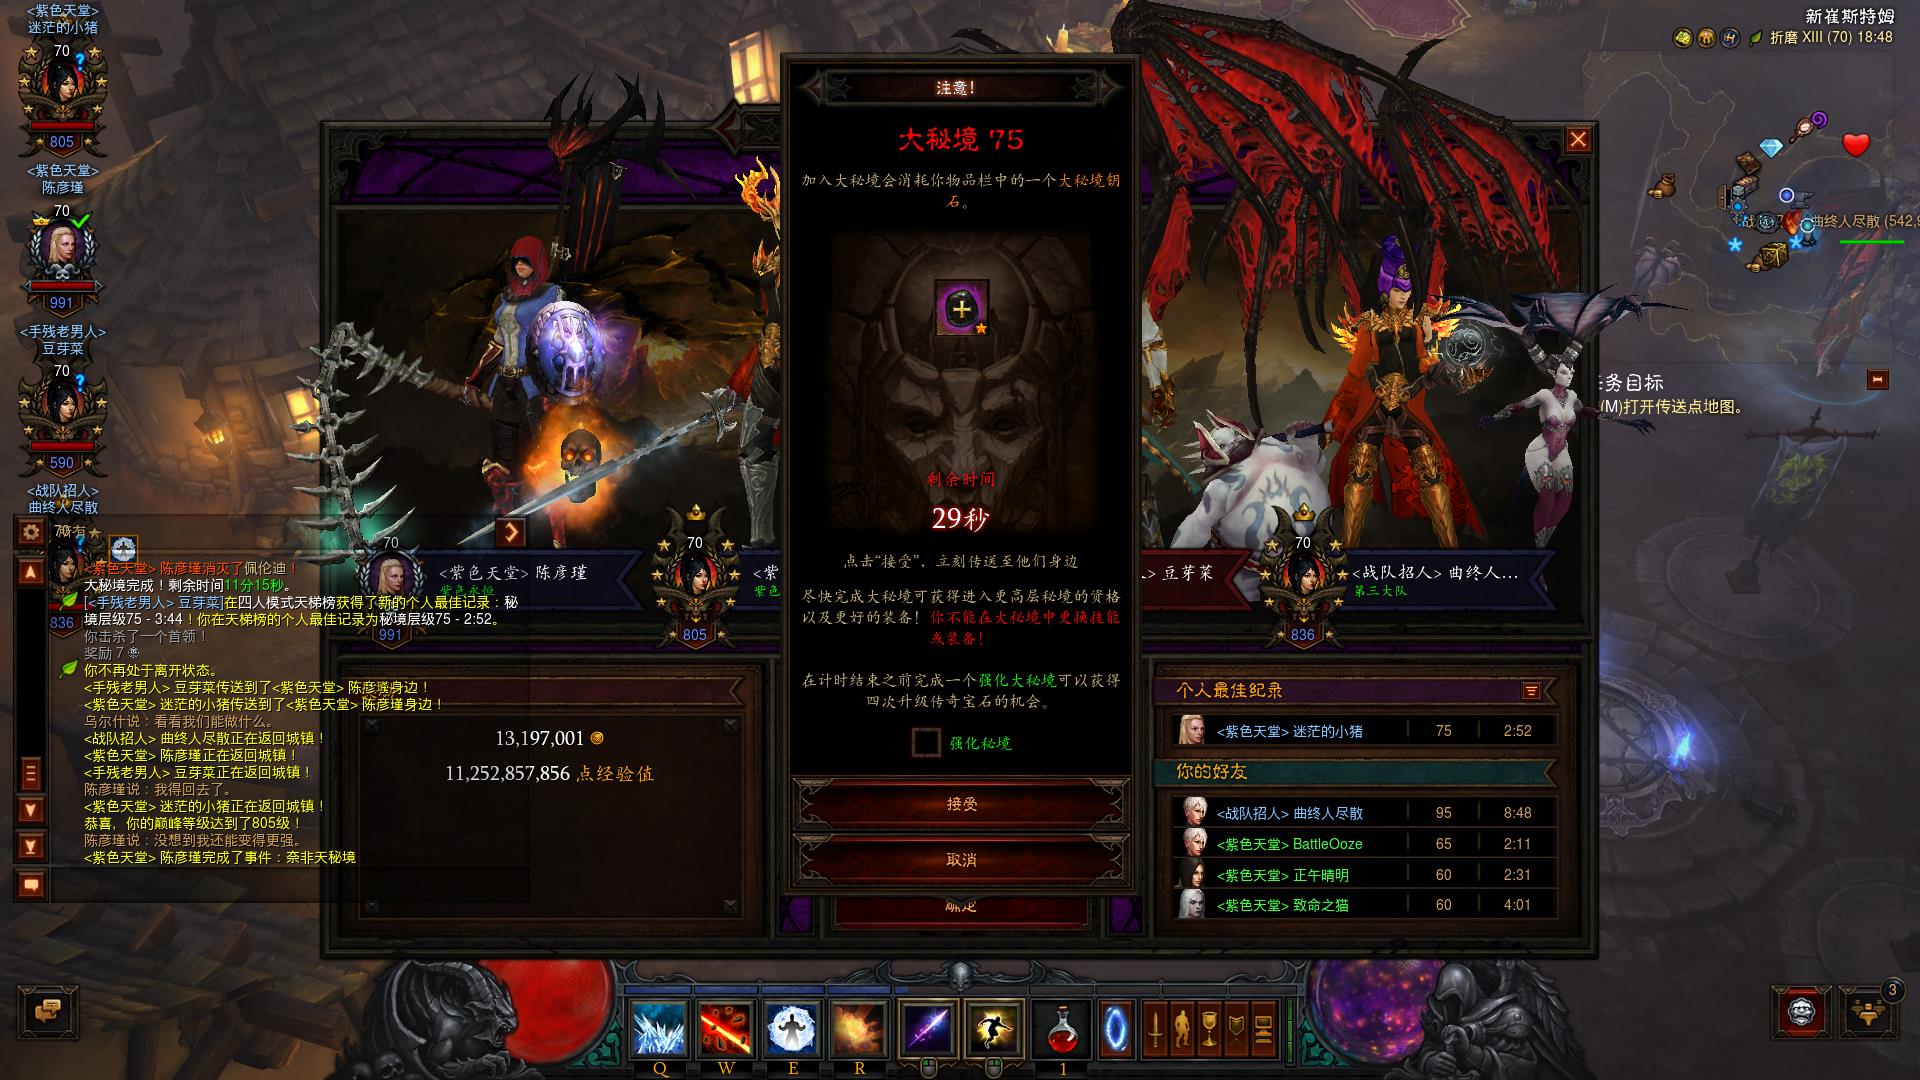 <紫色天堂>
迷茫的小猪
70
805
<紫色天堂>
陈彦瑾
70
991
<手残老男人>
豆芽菜
70
590
<战队招人>
曲终人尽散
70
836
<紫色天堂> 陈彦瑾消灭了佩伦迪！
大秘境完成！剩余时间11分15秒。
[<手残老男人> 豆芽菜]在四人模式天梯榜获得了新的个人最佳记录：秘
境层级75 - 3:44！你在天梯榜的个人最佳记录为秘境层级75 - 2:52。
你击杀了一个首领！
奖励 7
你不再处于离开状态。
<手残老男人> 豆芽菜传送到了<紫色天堂> 陈彦瑾身边！
<紫色天堂> 迷茫的小猪传送到了<紫色天堂> 陈彦瑾身边！
乌尔什说：看看我们能做什么。
<战队招人> 曲终人尽散正在返回城镇！
<紫色天堂> 陈彦瑾正在返回城镇！
<手残老男人> 豆芽菜正在返回城镇！
陈彦瑾说：我得回去了。
<紫色天堂> 迷茫的小猪正在返回城镇！
恭喜，你的巅峰等级达到了805级！
陈彦瑾说：没想到我还能变得更强。
<紫色天堂> 陈彦瑾完成了事件：奈非天秘境
70
<紫色天堂> 陈彦瑾
紫色永恒
991
70
<紫
紫色
805
> 豆芽菜
70
<战队招人> 曲终人...
第三大队
836
13,197,001
11,252,857,856 点经验值
注意!
大秘境 75
加入大秘境会消耗你物品栏中的一个大秘境钥
石。
剩余时间
29秒
点击“接受”，立刻传送至他们身边
尽快完成大秘境可获得进入更高层秘境的资格
以及更好的装备! 你不能在大秘境中更换技能
或装备!
在计时结束之前完成一个强化大秘境可以获得
四次升级传奇宝石的机会。
强化秘境
接受
取消
确定
个人最佳纪录
<紫色天堂> 迷茫的小猪 75 2:52
你的好友
<战队招人> 曲终人尽散 95 8:48
<紫色天堂> BattleOoze 65 2:11
<紫色天堂> 正午晴明 60 2:31
<紫色天堂> 致命之猫 60 4:01
新崔斯特姆
折磨 XIII (70) 18:48
曲终人尽散 (542,9
务目标
(M)打开传送点地图。
Q
W
E
R
1
3